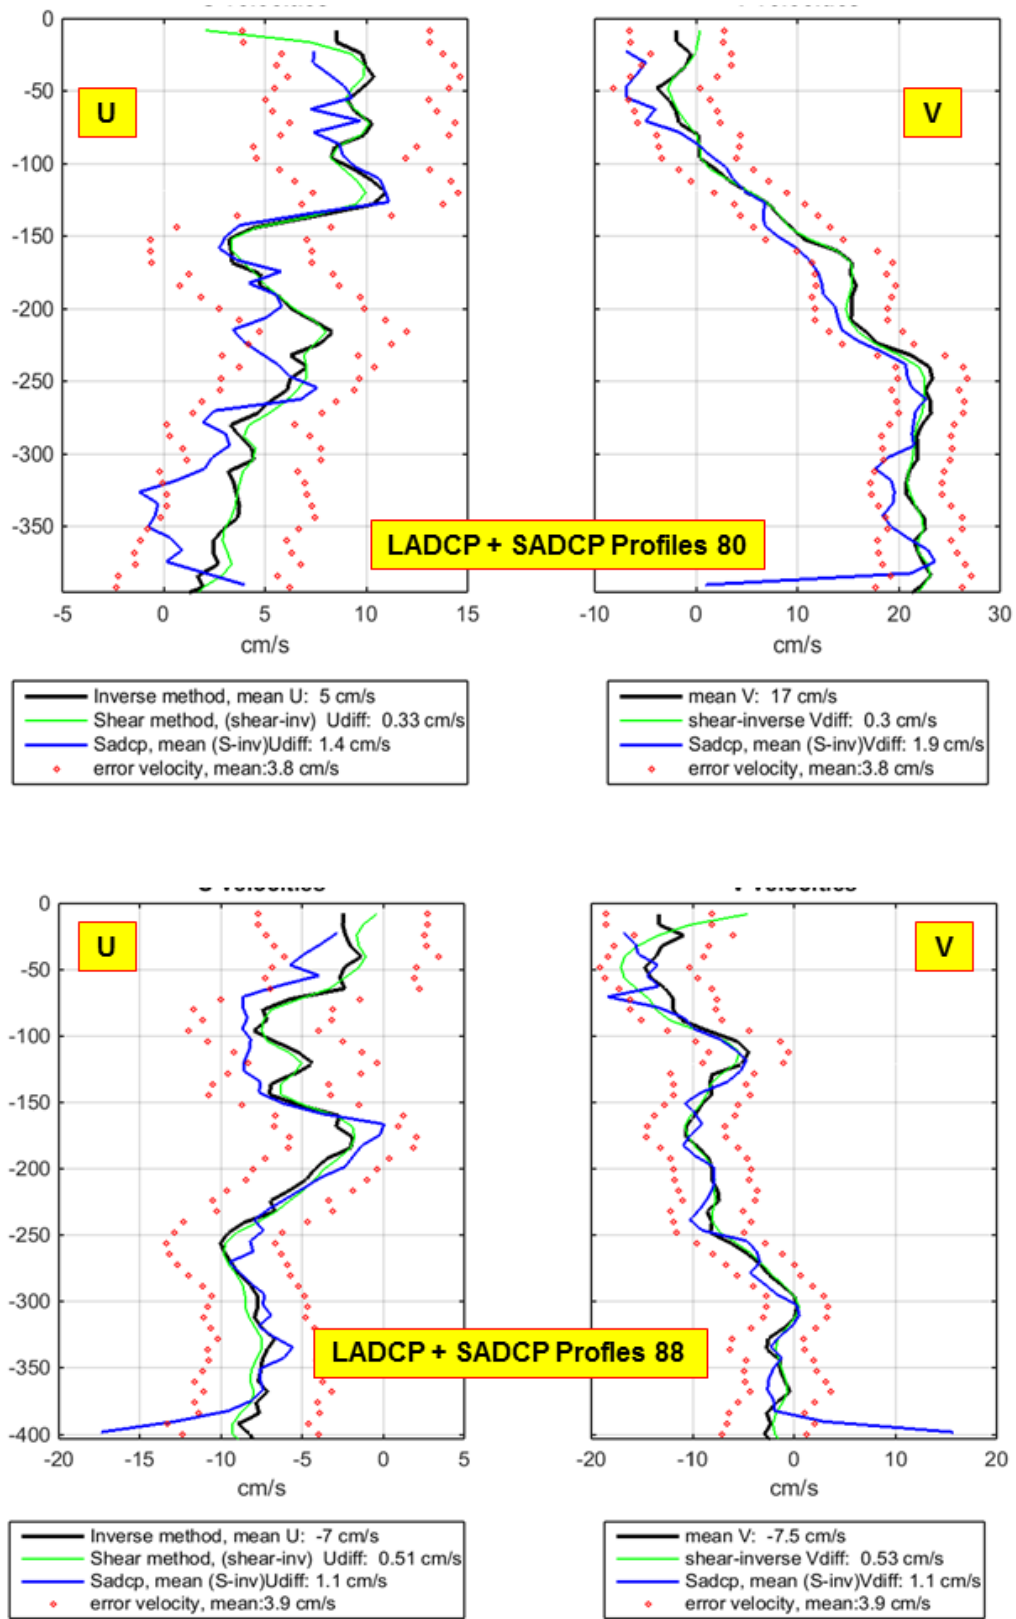 U velocities
V velocities
0
-50
-100
-150
-200
-250
-300
-350
U
-5
0
5
10
15
cm/s
V
-10
0
10
20
30
cm/s
LADCP + SADCP Profiles 80
Inverse method, mean U: 5 cm/s
Shear method, (shear-inv) Udiff: 0.33 cm/s
Sadcp, mean (S-inv)Udiff: 1.4 cm/s
error velocity, mean:3.8 cm/s
mean V: 17 cm/s
shear-inverse Vdiff: 0.3 cm/s
Sadcp, mean (S-inv)Vdiff: 1.9 cm/s
error velocity, mean:3.8 cm/s
U velocities
V velocities
0
-50
-100
-150
-200
-250
-300
-350
-400
U
-20
-15
-10
-5
0
5
cm/s
V
-20
-10
0
10
20
cm/s
LADCP + SADCP Profles 88
Inverse method, mean U: -7 cm/s
Shear method, (shear-inv) Udiff: 0.51 cm/s
Sadcp, mean (S-inv)Udiff: 1.1 cm/s
error velocity, mean:3.9 cm/s
mean V: -7.5 cm/s
shear-inverse Vdiff: 0.53 cm/s
Sadcp, mean (S-inv)Vdiff: 1.1 cm/s
error velocity, mean:3.9 cm/s